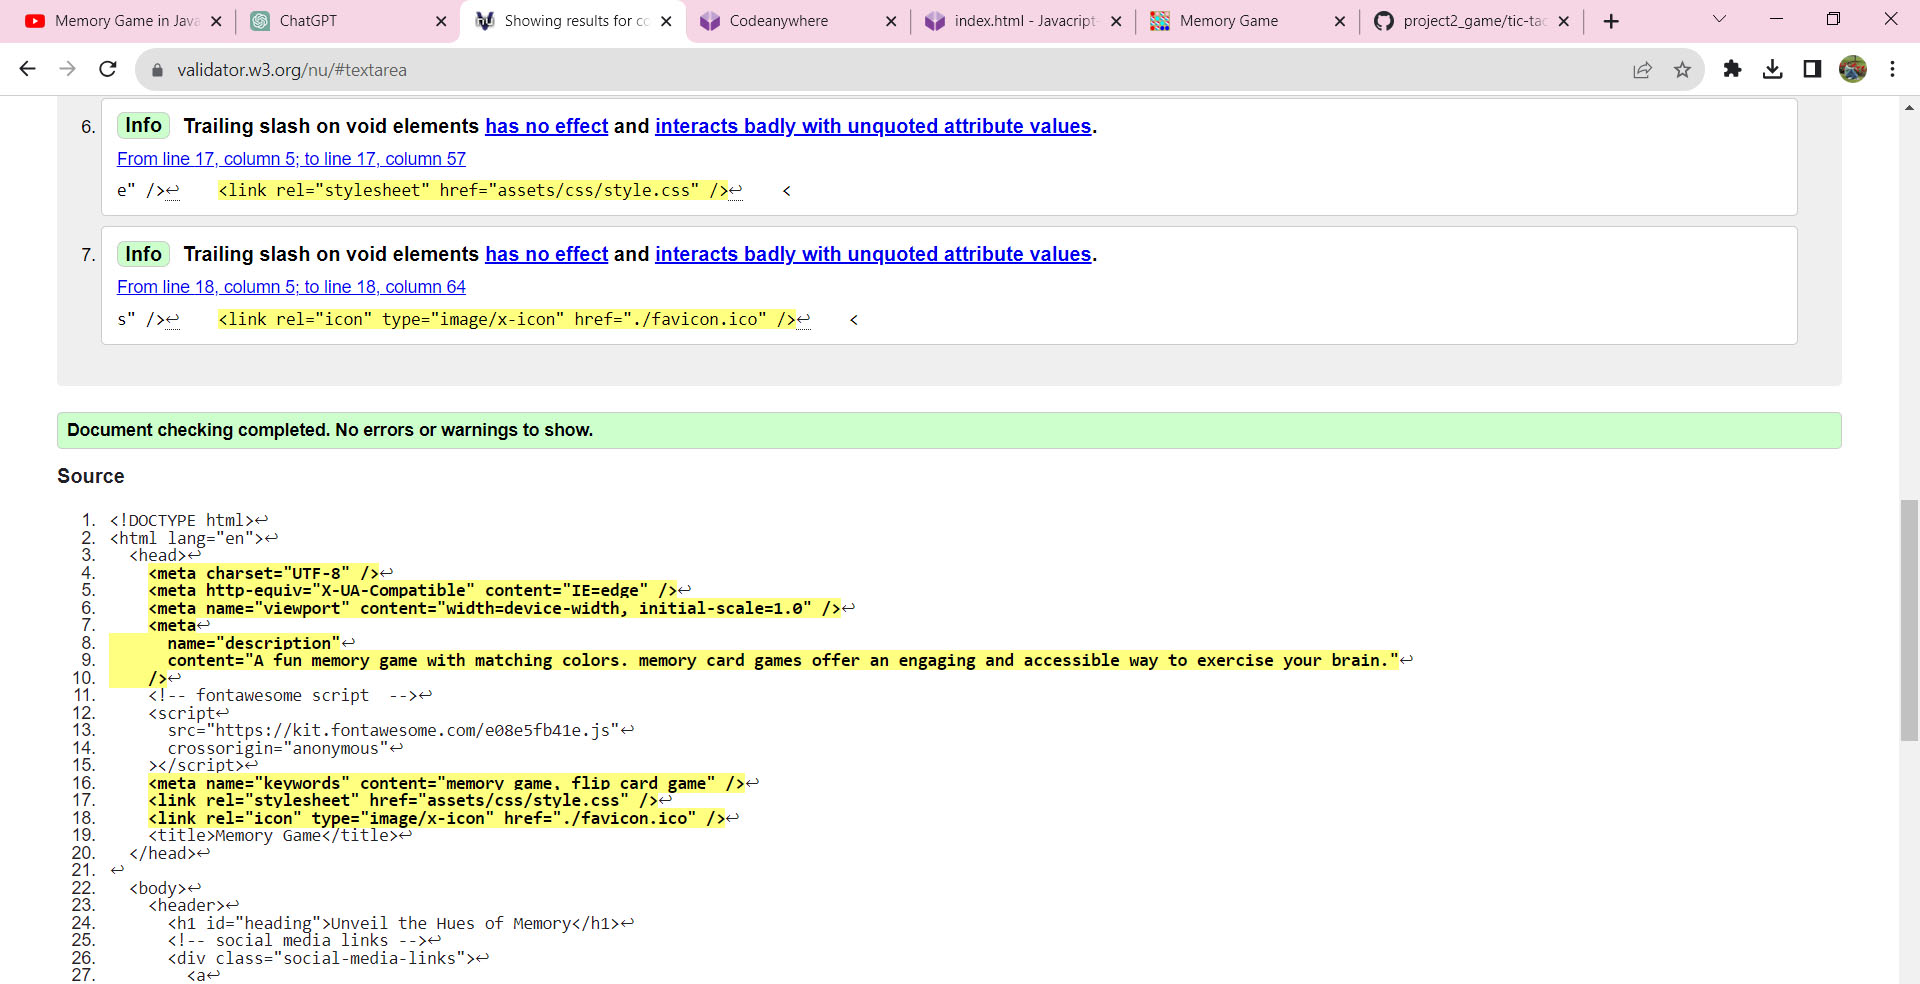 Memory Game in Java
ChatGPT
Showing results for co
Codeanywhere
index.html - Javacript-
Memory Game
project2_game/tic-tac
validator.w3.org/nu/#textarea
6. Info Trailing slash on void elements has no effect and interacts badly with unquoted attribute values.
From line 17, column 5; to line 17, column 57
e" />↩    <link rel="stylesheet" href="assets/css/style.css" />↩    <
7. Info Trailing slash on void elements has no effect and interacts badly with unquoted attribute values.
From line 18, column 5; to line 18, column 64
s" />↩    <link rel="icon" type="image/x-icon" href="./favicon.ico" />↩    <
Document checking completed. No errors or warnings to show.
Source
1. <!DOCTYPE html>↩
2. <html lang="en">↩
3.   <head>↩
4.     <meta charset="UTF-8" />↩
5.     <meta http-equiv="X-UA-Compatible" content="IE=edge" />↩
6.     <meta name="viewport" content="width=device-width, initial-scale=1.0" />↩
7.     <meta↩
8.       name="description"↩
9.       content="A fun memory game with matching colors. memory card games offer an engaging and accessible way to exercise your brain."↩
10.     />↩
11.     <!-- fontawesome script  -->↩
12.     <script↩
13.       src="https://kit.fontawesome.com/e08e5fb41e.js"↩
14.       crossorigin="anonymous"↩
15.     ></script>↩
16.     <meta name="keywords" content="memory game, flip card game" />↩
17.     <link rel="stylesheet" href="assets/css/style.css" />↩
18.     <link rel="icon" type="image/x-icon" href="./favicon.ico" />↩
19.     <title>Memory Game</title>↩
20.   </head>↩
21. ↩
22.   <body>↩
23.     <header>↩
24.       <h1 id="heading">Unveil the Hues of Memory</h1>↩
25.       <!-- social media links -->↩
26.       <div class="social-media-links">↩
27.         <a↩